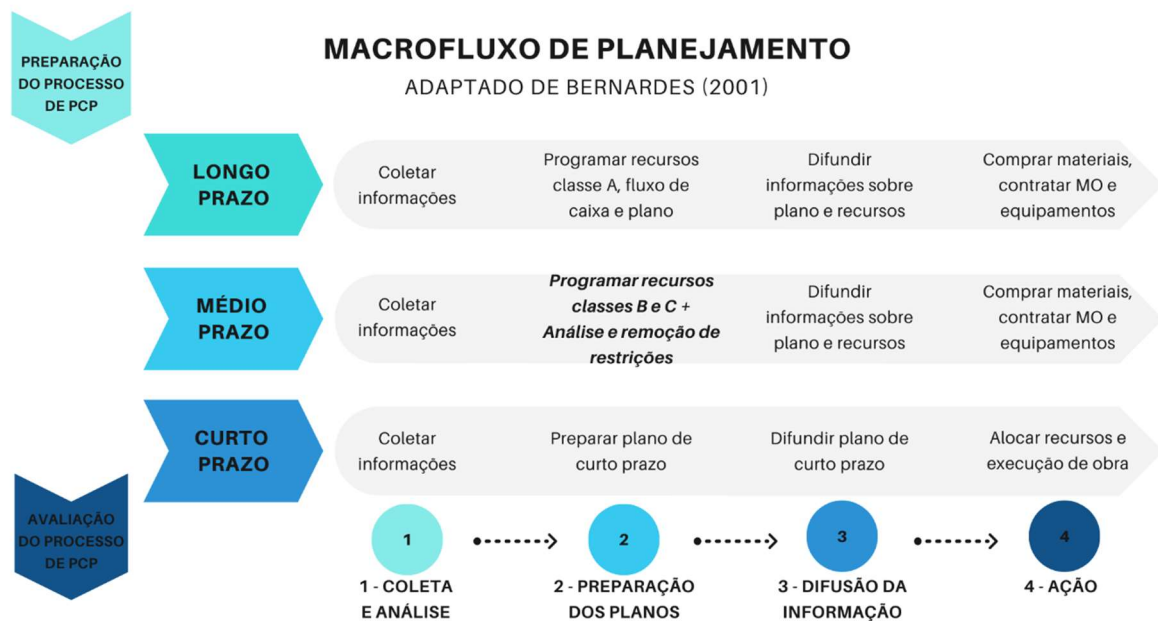 PREPARAÇÃO
DO PROCESSO
DE PCP
MACROFLUXO DE PLANEJAMENTO
ADAPTADO DE BERNARDES (2001)
LONGO
PRAZO
Coletar
informações
Programar recursos
classe A, fluxo de
caixa e plano
Difundir
informações sobre
plano e recursos
Comprar materiais,
contratar MO e
equipamentos
MÉDIO
PRAZO
Coletar
informações
Programar recursos
classes B e C +
Análise e remoção de
restrições
Difundir
informações sobre
plano e recursos
Comprar materiais,
contratar MO e
equipamentos
CURTO
PRAZO
Coletar
informações
Preparar plano de
curto prazo
Difundir plano de
curto prazo
Alocar recursos e
execução de obra
AVALIAÇÃO
DO PROCESSO
DE PCP
1
2
3
4
1 - COLETA
E ANÁLISE
2 - PREPARAÇÃO
DOS PLANOS
3 - DIFUSÃO DA
INFORMAÇÃO
4 - AÇÃO